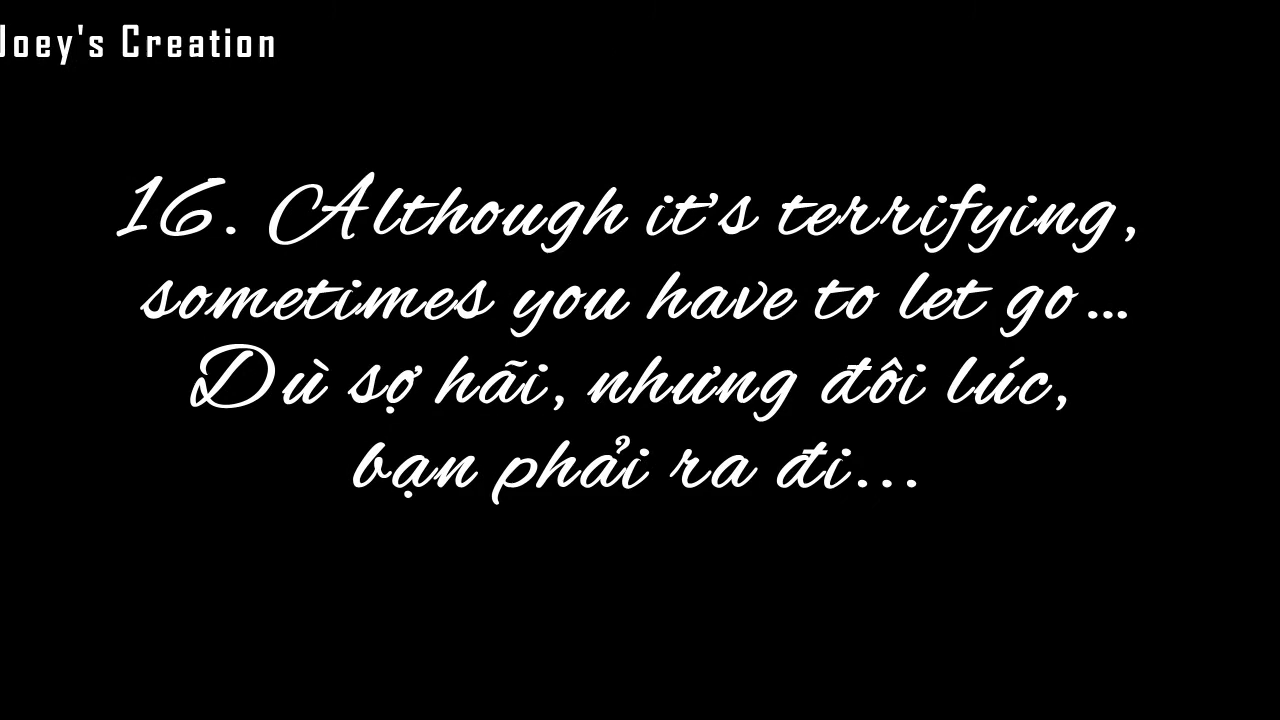 Joey's Creation
16. Although it's terrifying,
sometimes you have to let go...
Dù sợ hãi, nhưng đôi lúc,
bạn phải ra đi...